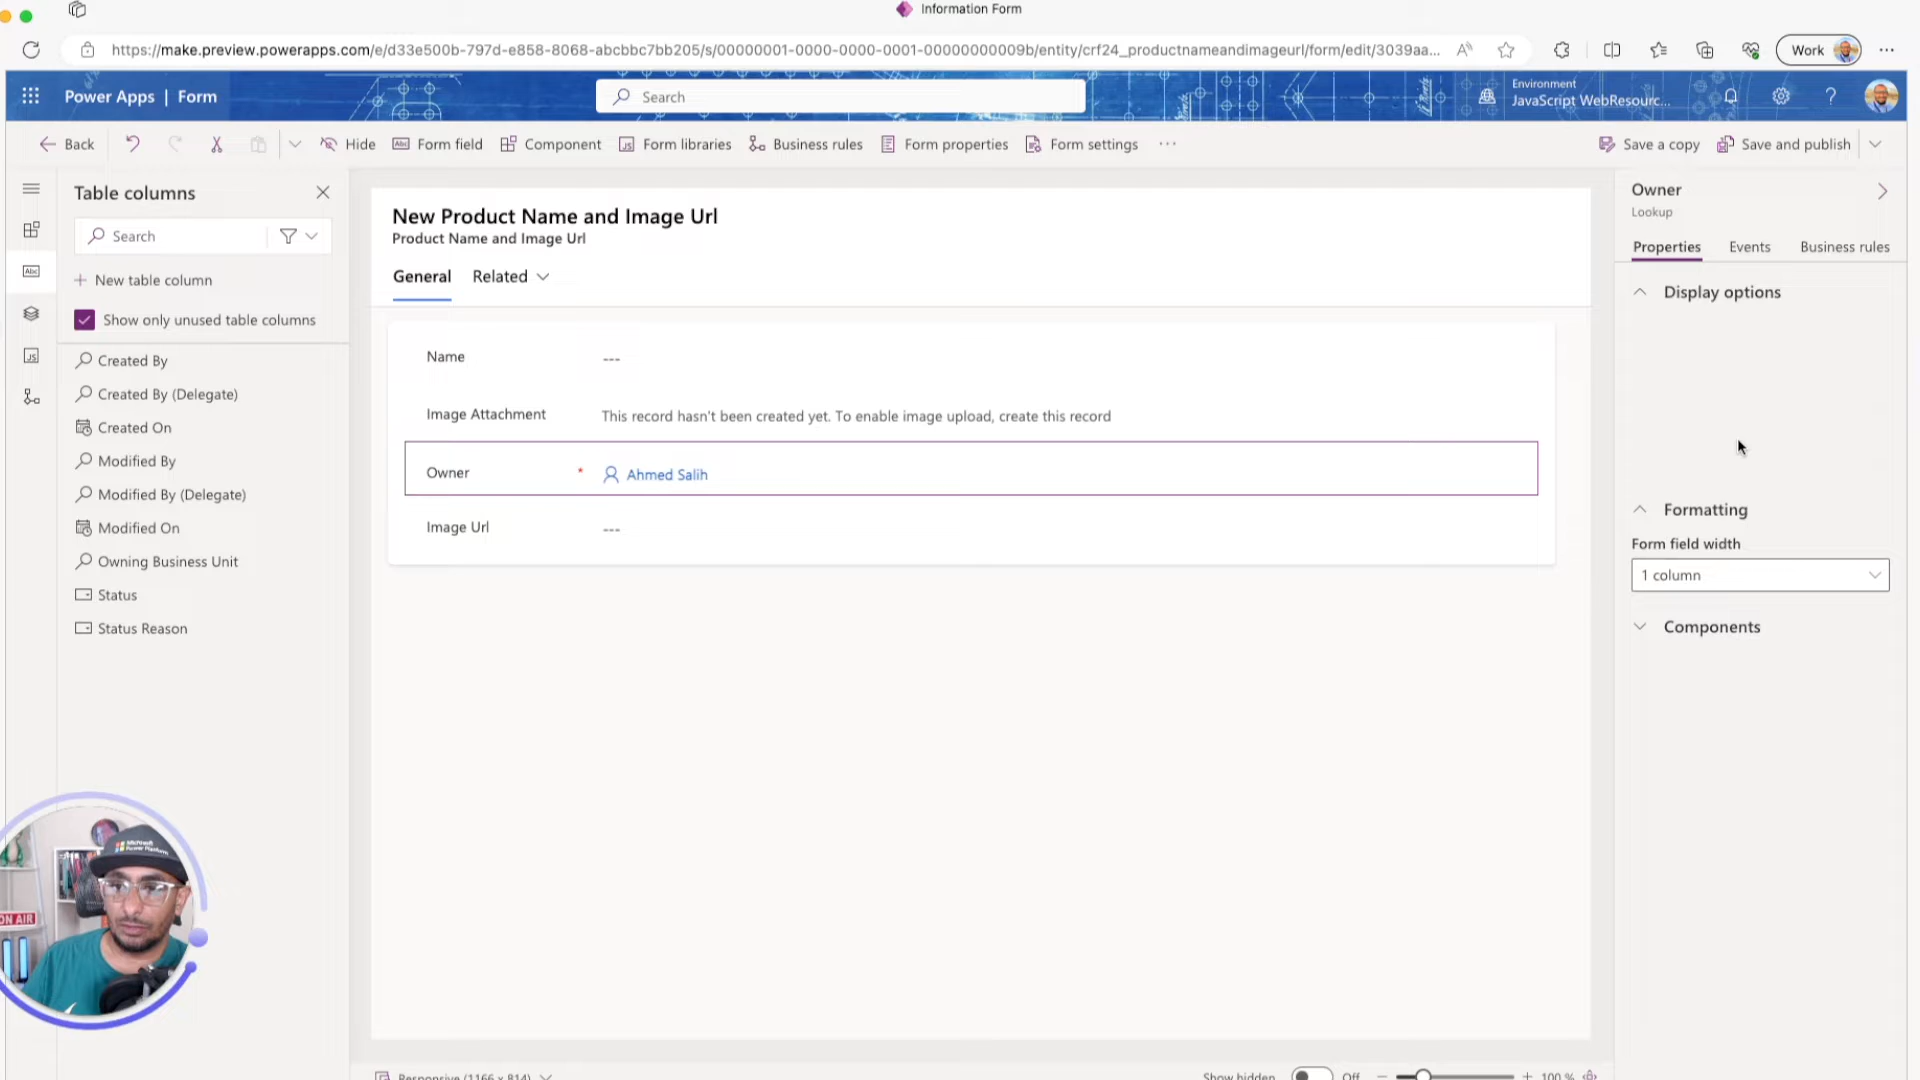 Information Form
https://make.preview.powerapps.com/e/d33e500b-797d-e858-8068-abcbbc7bb205/s/00000001-0000-0000-0001-00000000009b/entity/crf24_productnameandimageurl/form/edit/3039aa...
Work
Power Apps | Form
Search
Environment
JavaScript WebResourc...
?
Back
Hide
Form field
Component
Form libraries
Business rules
Form properties
Form settings
Save a copy
Save and publish
Table columns
Search
New table column
Show only unused table columns
Created By
Created By (Delegate)
Created On
Modified By
Modified By (Delegate)
Modified On
Owning Business Unit
Status
Status Reason
New Product Name and Image Url
Product Name and Image Url
General
Related
Name
---
Image Attachment
This record hasn't been created yet. To enable image upload, create this record
Owner
*
Ahmed Salih
Image Url
---
Owner
Lookup
Properties
Events
Business rules
Display options
Formatting
Form field width
1 column
Components
Microsoft
Power Platform
ON AIR
Responsive (1166 x 814)
Show hidden
Off
100 %